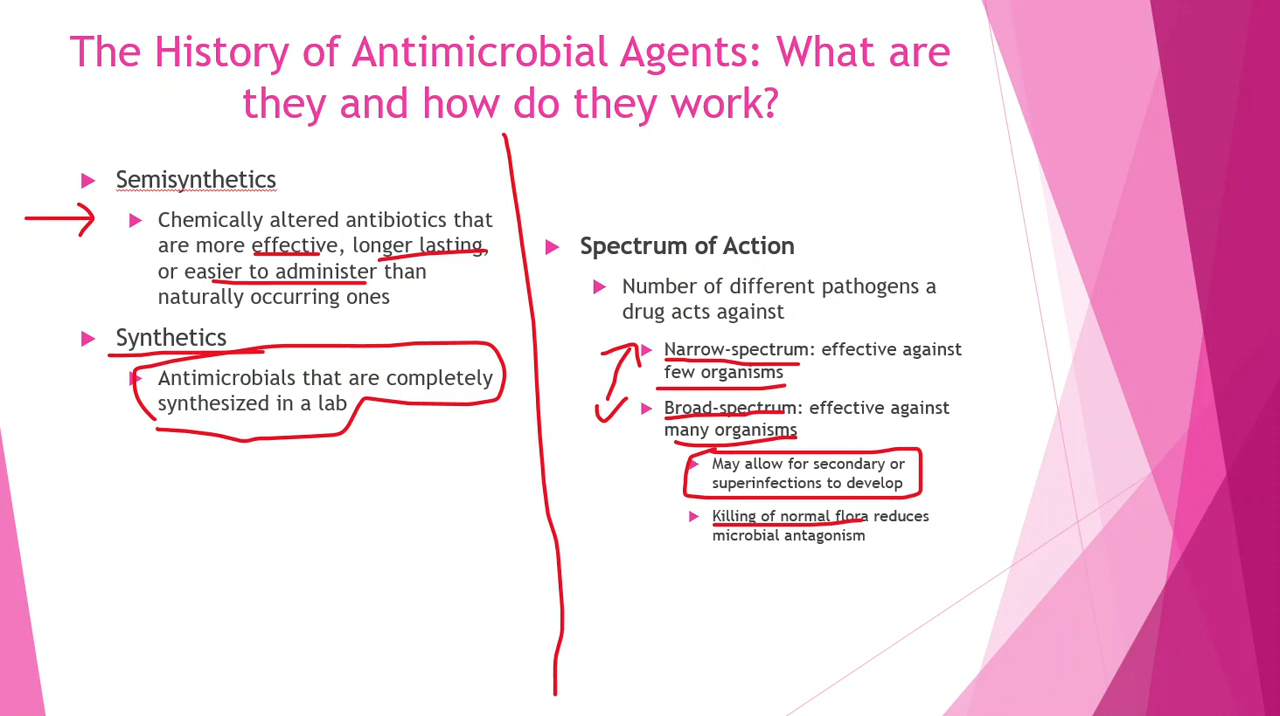 The History of Antimicrobial Agents: What are
they and how do they work?
Semisynthetics
Chemically altered antibiotics that
are more effective, longer lasting,
or easier to administer than
naturally occurring ones
Synthetics
Antimicrobials that are completely
synthesized in a lab
Spectrum of Action
Number of different pathogens a
drug acts against
Narrow-spectrum: effective against
few organisms
Broad-spectrum: effective against
many organisms
May allow for secondary or
superinfections to develop
Killing of normal flora reduces
microbial antagonism